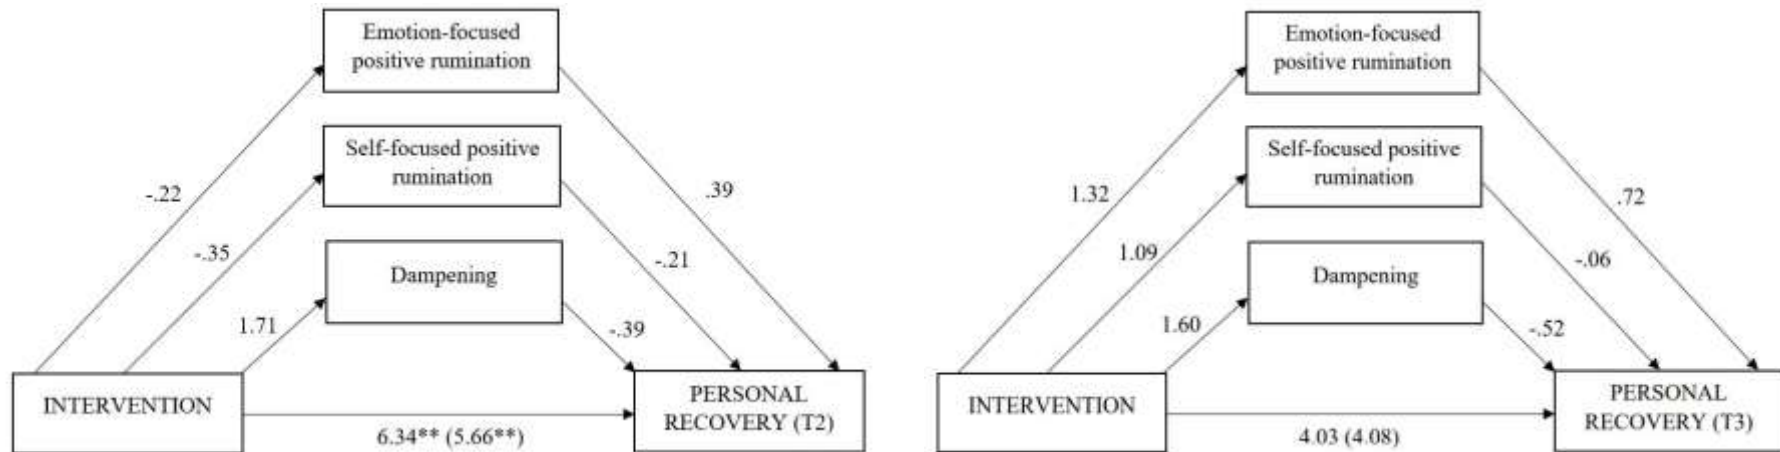 Emotion-focused
positive rumination
Self-focused positive
rumination
Dampening
-.22
-.35
1.71
.39
-.21
-.39
INTERVENTION
PERSONAL
RECOVERY (T2)
6.34** (5.66**)
Emotion-focused
positive rumination
Self-focused positive
rumination
Dampening
1.32
1.09
1.60
.72
-.06
-.52
INTERVENTION
PERSONAL
RECOVERY (T3)
4.03 (4.08)